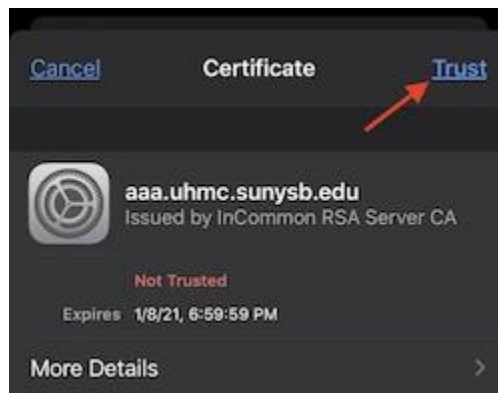 Cancel Certificate Trust
aaa.uhmc.sunysb.edu
Issued by InCommon RSA Server CA
Not Trusted
Expires 1/8/21, 6:59:59 PM
More Details